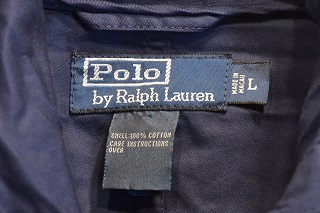 Polo
by Ralph Lauren
MADE IN
MACAU
L
SHELL: 100% COTTON
CARE INSTRUCTIONS
OVER